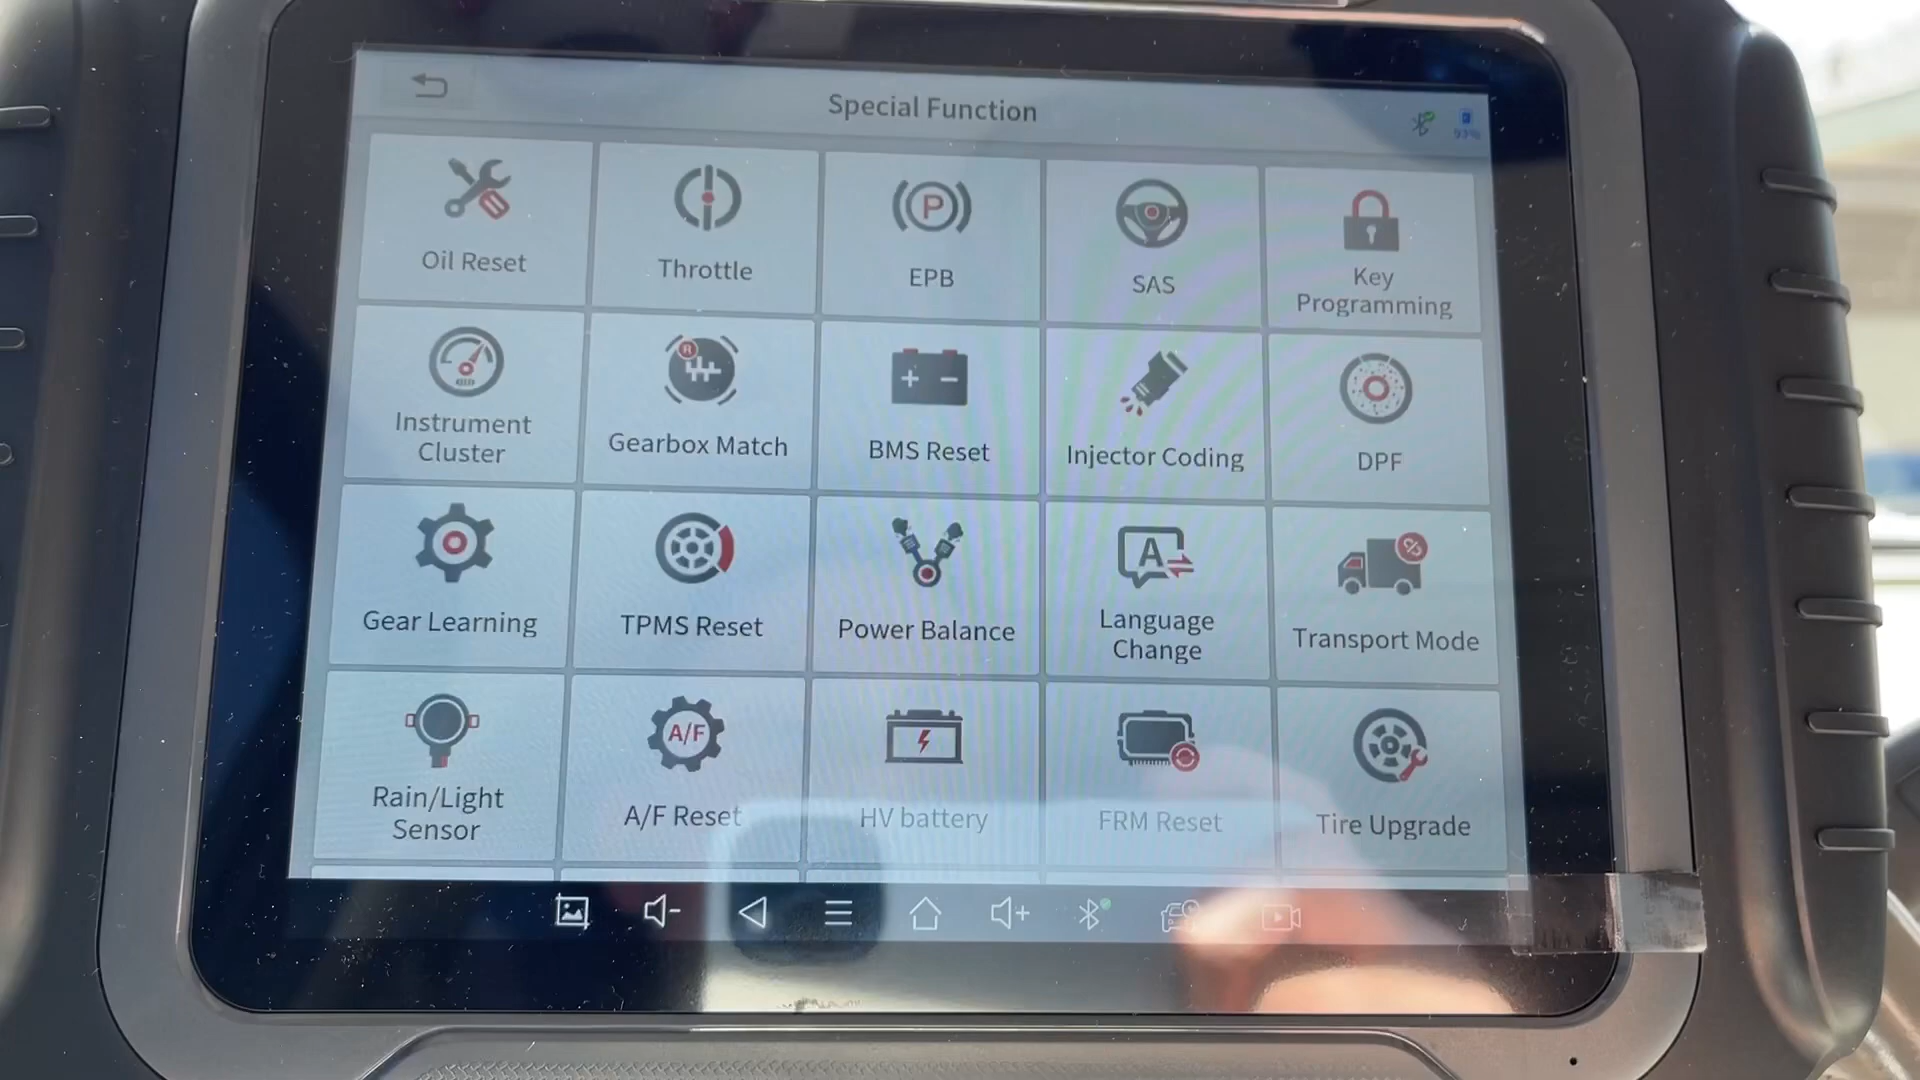 Special Function
93%
Oil Reset
Throttle
EPB
SAS
Key
Programming
Instrument
Cluster
Gearbox Match
BMS Reset
Injector Coding
DPF
Gear Learning
TPMS Reset
Power Balance
Language
Change
Transport Mode
Rain/Light
Sensor
A/F
A/F Reset
HV battery
FRM Reset
Tire Upgrade